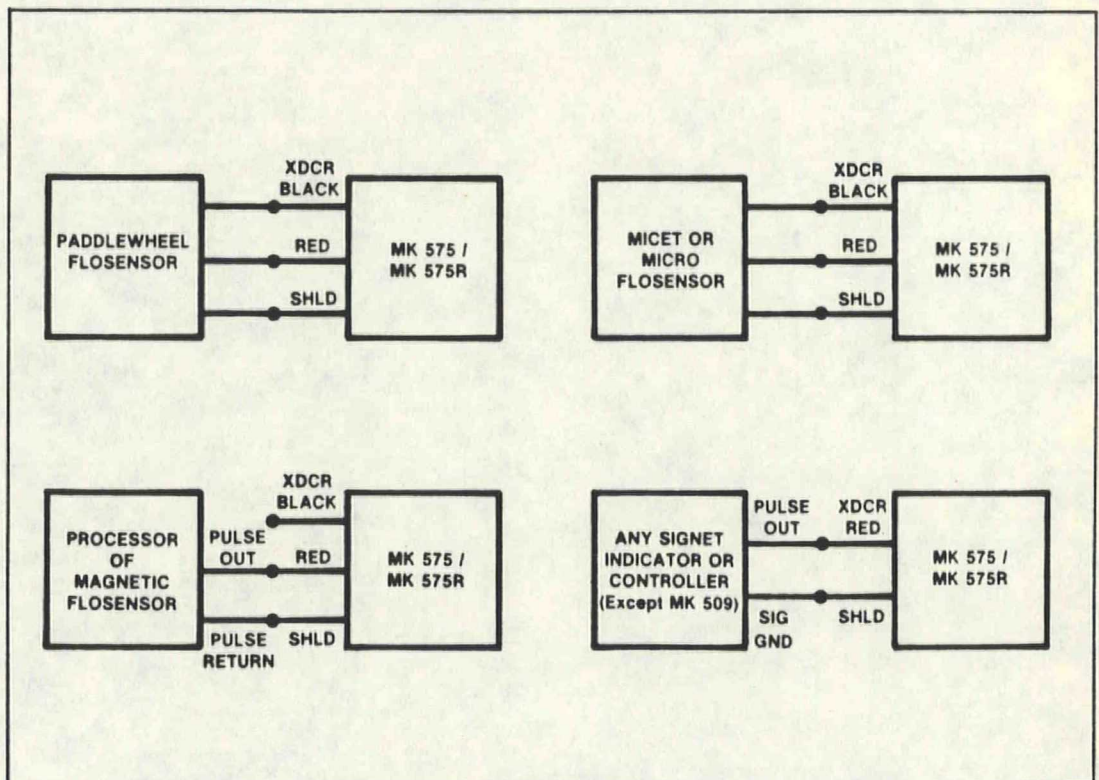 XDCR
BLACK
PADDLEWHEEL
FLOSENSOR
RED
SHLD
MK 575 /
MK 575R
XDCR
BLACK
MICET OR
MICRO
FLOSENSOR
RED
SHLD
MK 575 /
MK 575R
XDCR
BLACK
PROCESSOR
OF
MAGNETIC
FLOSENSOR
PULSE
OUT
RED
PULSE
RETURN
SHLD
MK 575 /
MK 575R
ANY SIGNET
INDICATOR OR
CONTROLLER
(Except MK 509)
PULSE
OUT
XDCR
RED
SIG
GND
SHLD
MK 575 /
MK 575R